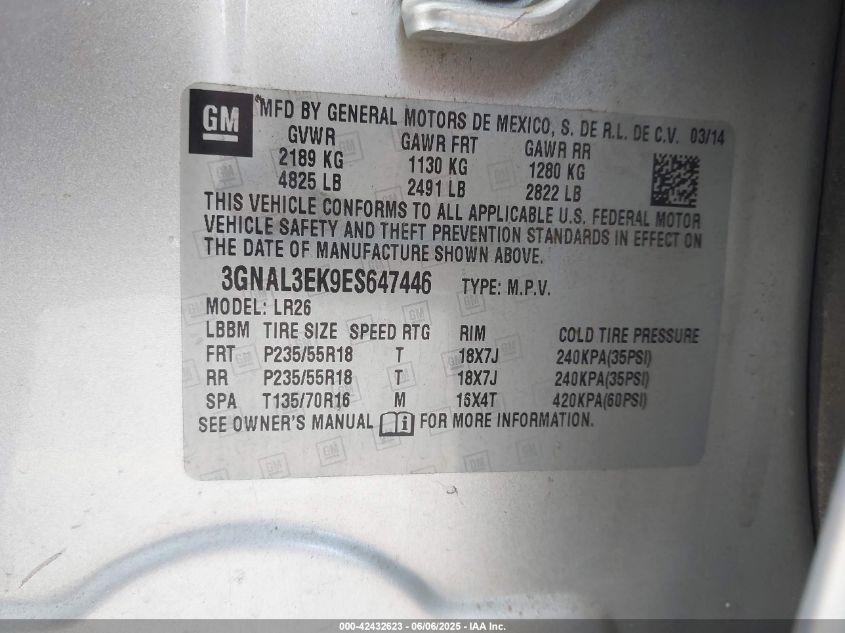 GM
MFD BY GENERAL MOTORS DE MEXICO, S. DE R.L. DE C.V. 03/14
GVWR GAWR FRT GAWR RR
2189 KG 1130 KG 1280 KG
4825 LB 2491 LB 2822 LB
THIS VEHICLE CONFORMS TO ALL APPLICABLE U.S. FEDERAL MOTOR
VEHICLE SAFETY AND THEFT PREVENTION STANDARDS IN EFFECT ON
THE DATE OF MANUFACTURE SHOWN ABOVE.
3GNAL3EK9ES647446 TYPE: M.P.V.
MODEL: LR26
LBBM TIRE SIZE SPEED RTG RIM COLD TIRE PRESSURE
FRT P235/55R18 T 18X7J 240KPA(35PSI)
RR P235/55R18 T 18X7J 240KPA(35PSI)
SPA T135/70R16 M 16X4T 420KPA(60PSI)
SEE OWNER'S MANUAL i FOR MORE INFORMATION.
000-42432623 - 06/06/2025 - IAA Inc.